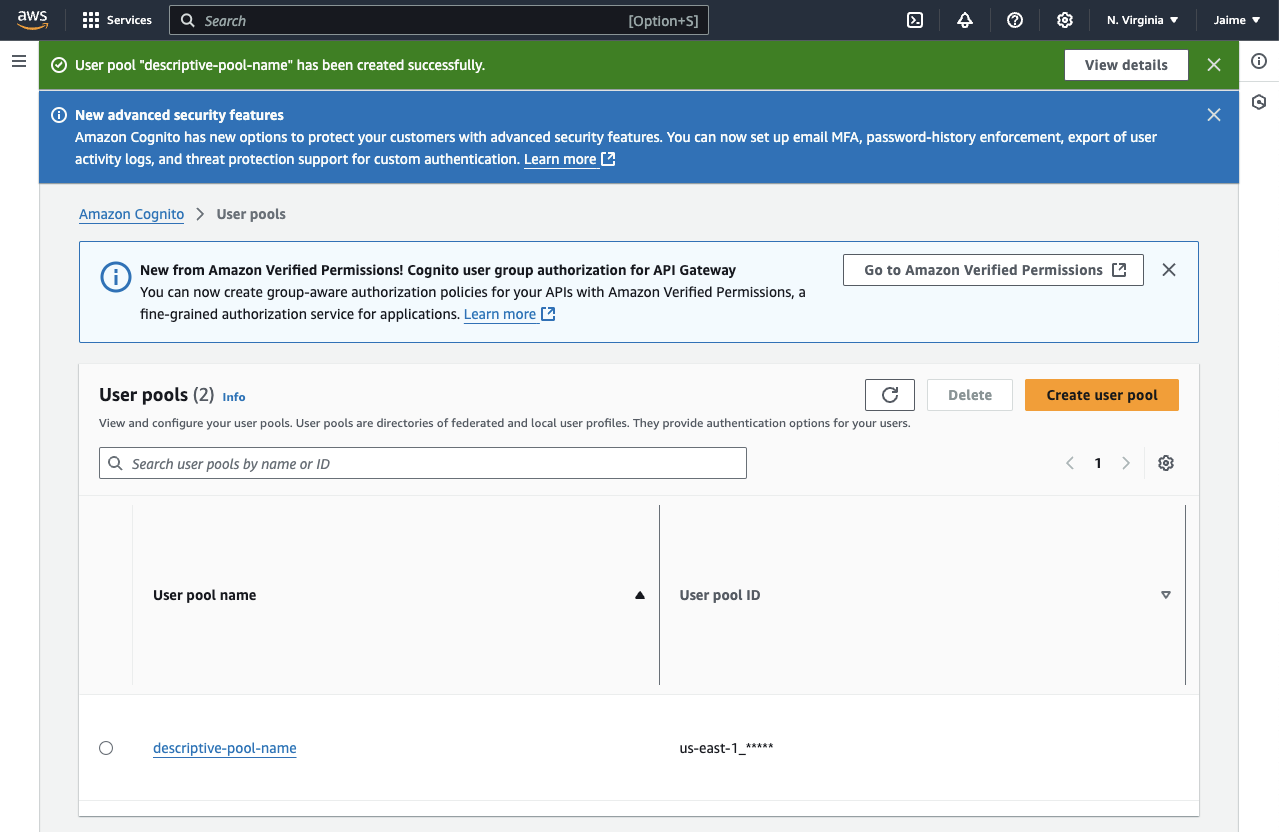 aws Services Search [Option+S] N. Virginia Jaime
User pool "descriptive-pool-name" has been created successfully. View details
New advanced security features
Amazon Cognito has new options to protect your customers with advanced security features. You can now set up email MFA, password-history enforcement, export of user
activity logs, and threat protection support for custom authentication. Learn more
Amazon Cognito User pools
New from Amazon Verified Permissions! Cognito user group authorization for API Gateway
Go to Amazon Verified Permissions
You can now create group-aware authorization policies for your APIs with Amazon Verified Permissions, a
fine-grained authorization service for applications. Learn more
User pools (2) Info Delete Create user pool
View and configure your user pools. User pools are directories of federated and local user profiles. They provide authentication options for your users.
Search user pools by name or ID 1
User pool name User pool ID
descriptive-pool-name us-east-1_*****